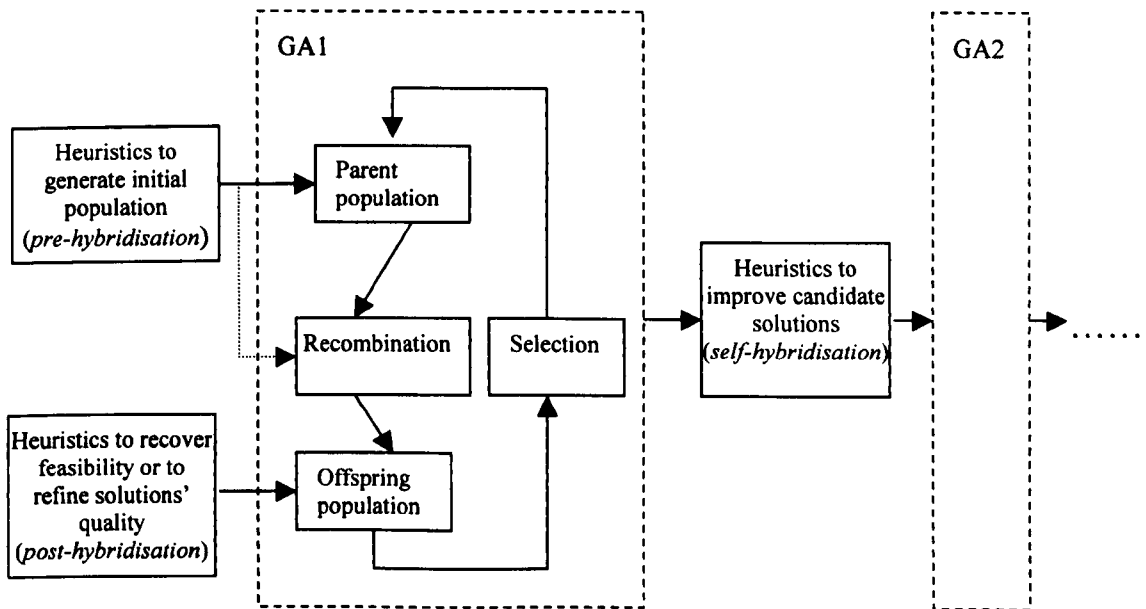 GA1
GA2
Heuristics to
generate initial
population
(pre-hybridisation)
Parent
population
Recombination
Selection
Heuristics to
improve candidate
solutions
(self-hybridisation)
......
Heuristics to recover
feasibility or to
refine solutions'
quality
(post-hybridisation)
Offspring
population